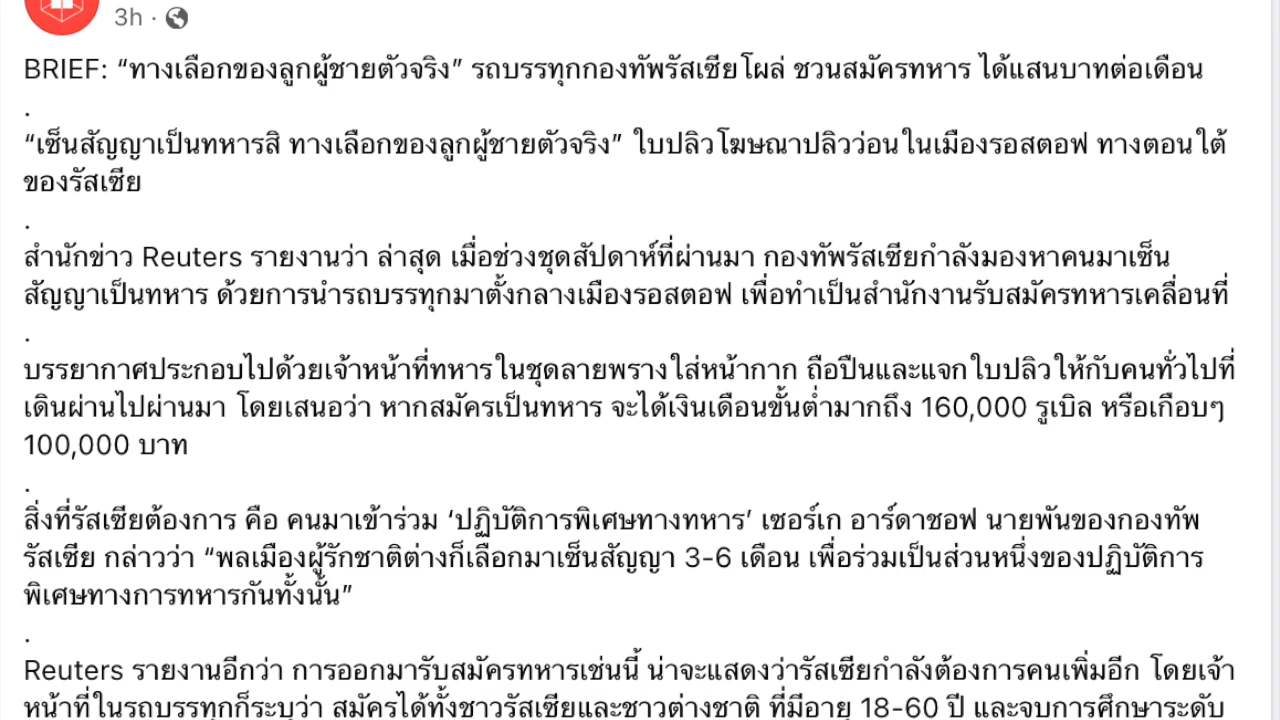 3h ·
BRIEF: “ทางเลือกของลูกผู้ชายตัวจริง” รถบรรทุกกองทัพรัสเซียโผล่ ชวนสมัครทหาร ได้แสนบาทต่อเดือน
.
“เซ็นสัญญาเป็นทหารสิ ทางเลือกของลูกผู้ชายตัวจริง” ใบปลิวโฆษณาปลิวว่อนในเมืองรอสตอฟ ทางตอนใต้
ของรัสเซีย
.
สำนักข่าว Reuters รายงานว่า ล่าสุด เมื่อช่วงชุดสัปดาห์ที่ผ่านมา กองทัพรัสเซียกำลังมองหาคนมาเซ็น
สัญญาเป็นทหาร ด้วยการนำรถบรรทุกมาตั้งกลางเมืองรอสตอฟ เพื่อทำเป็นสำนักงานรับสมัครทหารเคลื่อนที่
.
บรรยากาศประกอบไปด้วยเจ้าหน้าที่ทหารในชุดลายพรางใส่หน้ากาก ถือปืนและแจกใบปลิวให้กับคนทั่วไปที่
เดินผ่านไปผ่านมา โดยเสนอว่า หากสมัครเป็นทหาร จะได้เงินเดือนขั้นต่ำมากถึง 160,000 รูเบิล หรือเกือบๆ
100,000 บาท
.
สิ่งที่รัสเซียต้องการ คือ คนมาเข้าร่วม ‘ปฏิบัติการพิเศษทางทหาร’ เซอร์เก อาร์ดาชอฟ นายพันของกองทัพ
รัสเซีย กล่าวว่า “พลเมืองผู้รักชาติต่างก็เลือกมาเซ็นสัญญา 3-6 เดือน เพื่อร่วมเป็นส่วนหนึ่งของปฏิบัติการ
พิเศษทางการทหารกันทั้งนั้น”
.
Reuters รายงานอีกว่า การออกมารับสมัครทหารเช่นนี้ น่าจะแสดงว่ารัสเซียกำลังต้องการคนเพิ่มอีก โดยเจ้า
หน้าที่ในรถบรรทุกก็ระบุว่า สมัครได้ทั้งชาวรัสเซียและชาวต่างชาติ ที่มีอายุ 18-60 ปี และจบการศึกษาระดับ